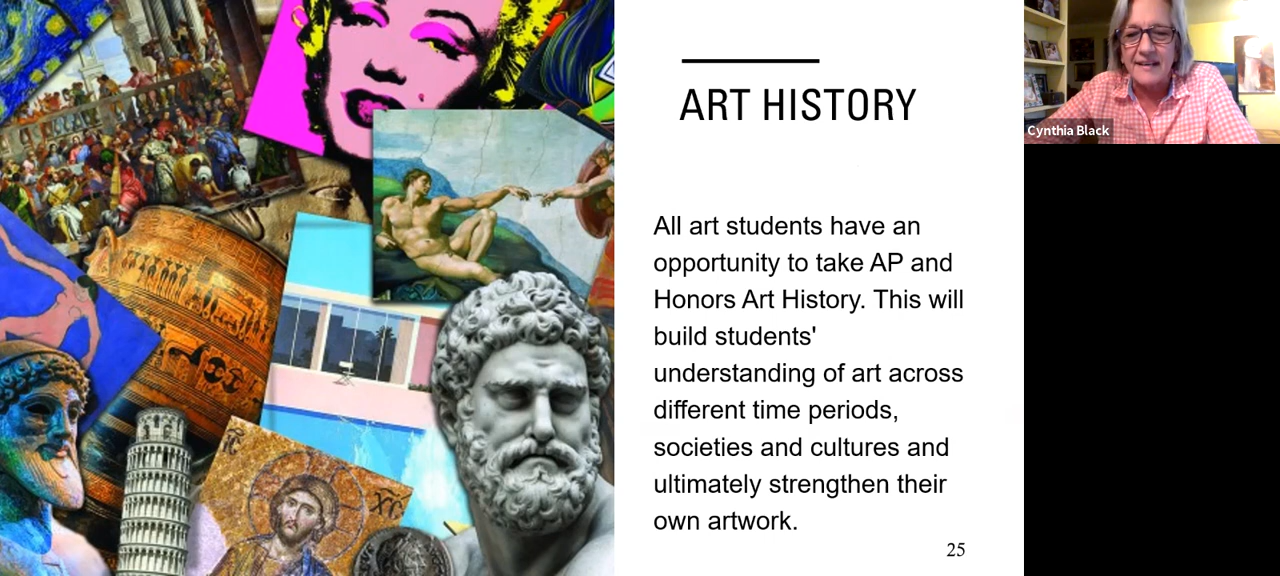 ART HISTORY
All art students have an
opportunity to take AP and
Honors Art History. This will
build students'
understanding of art across
different time periods,
societies and cultures and
ultimately strengthen their
own artwork.
25
Cynthia Black